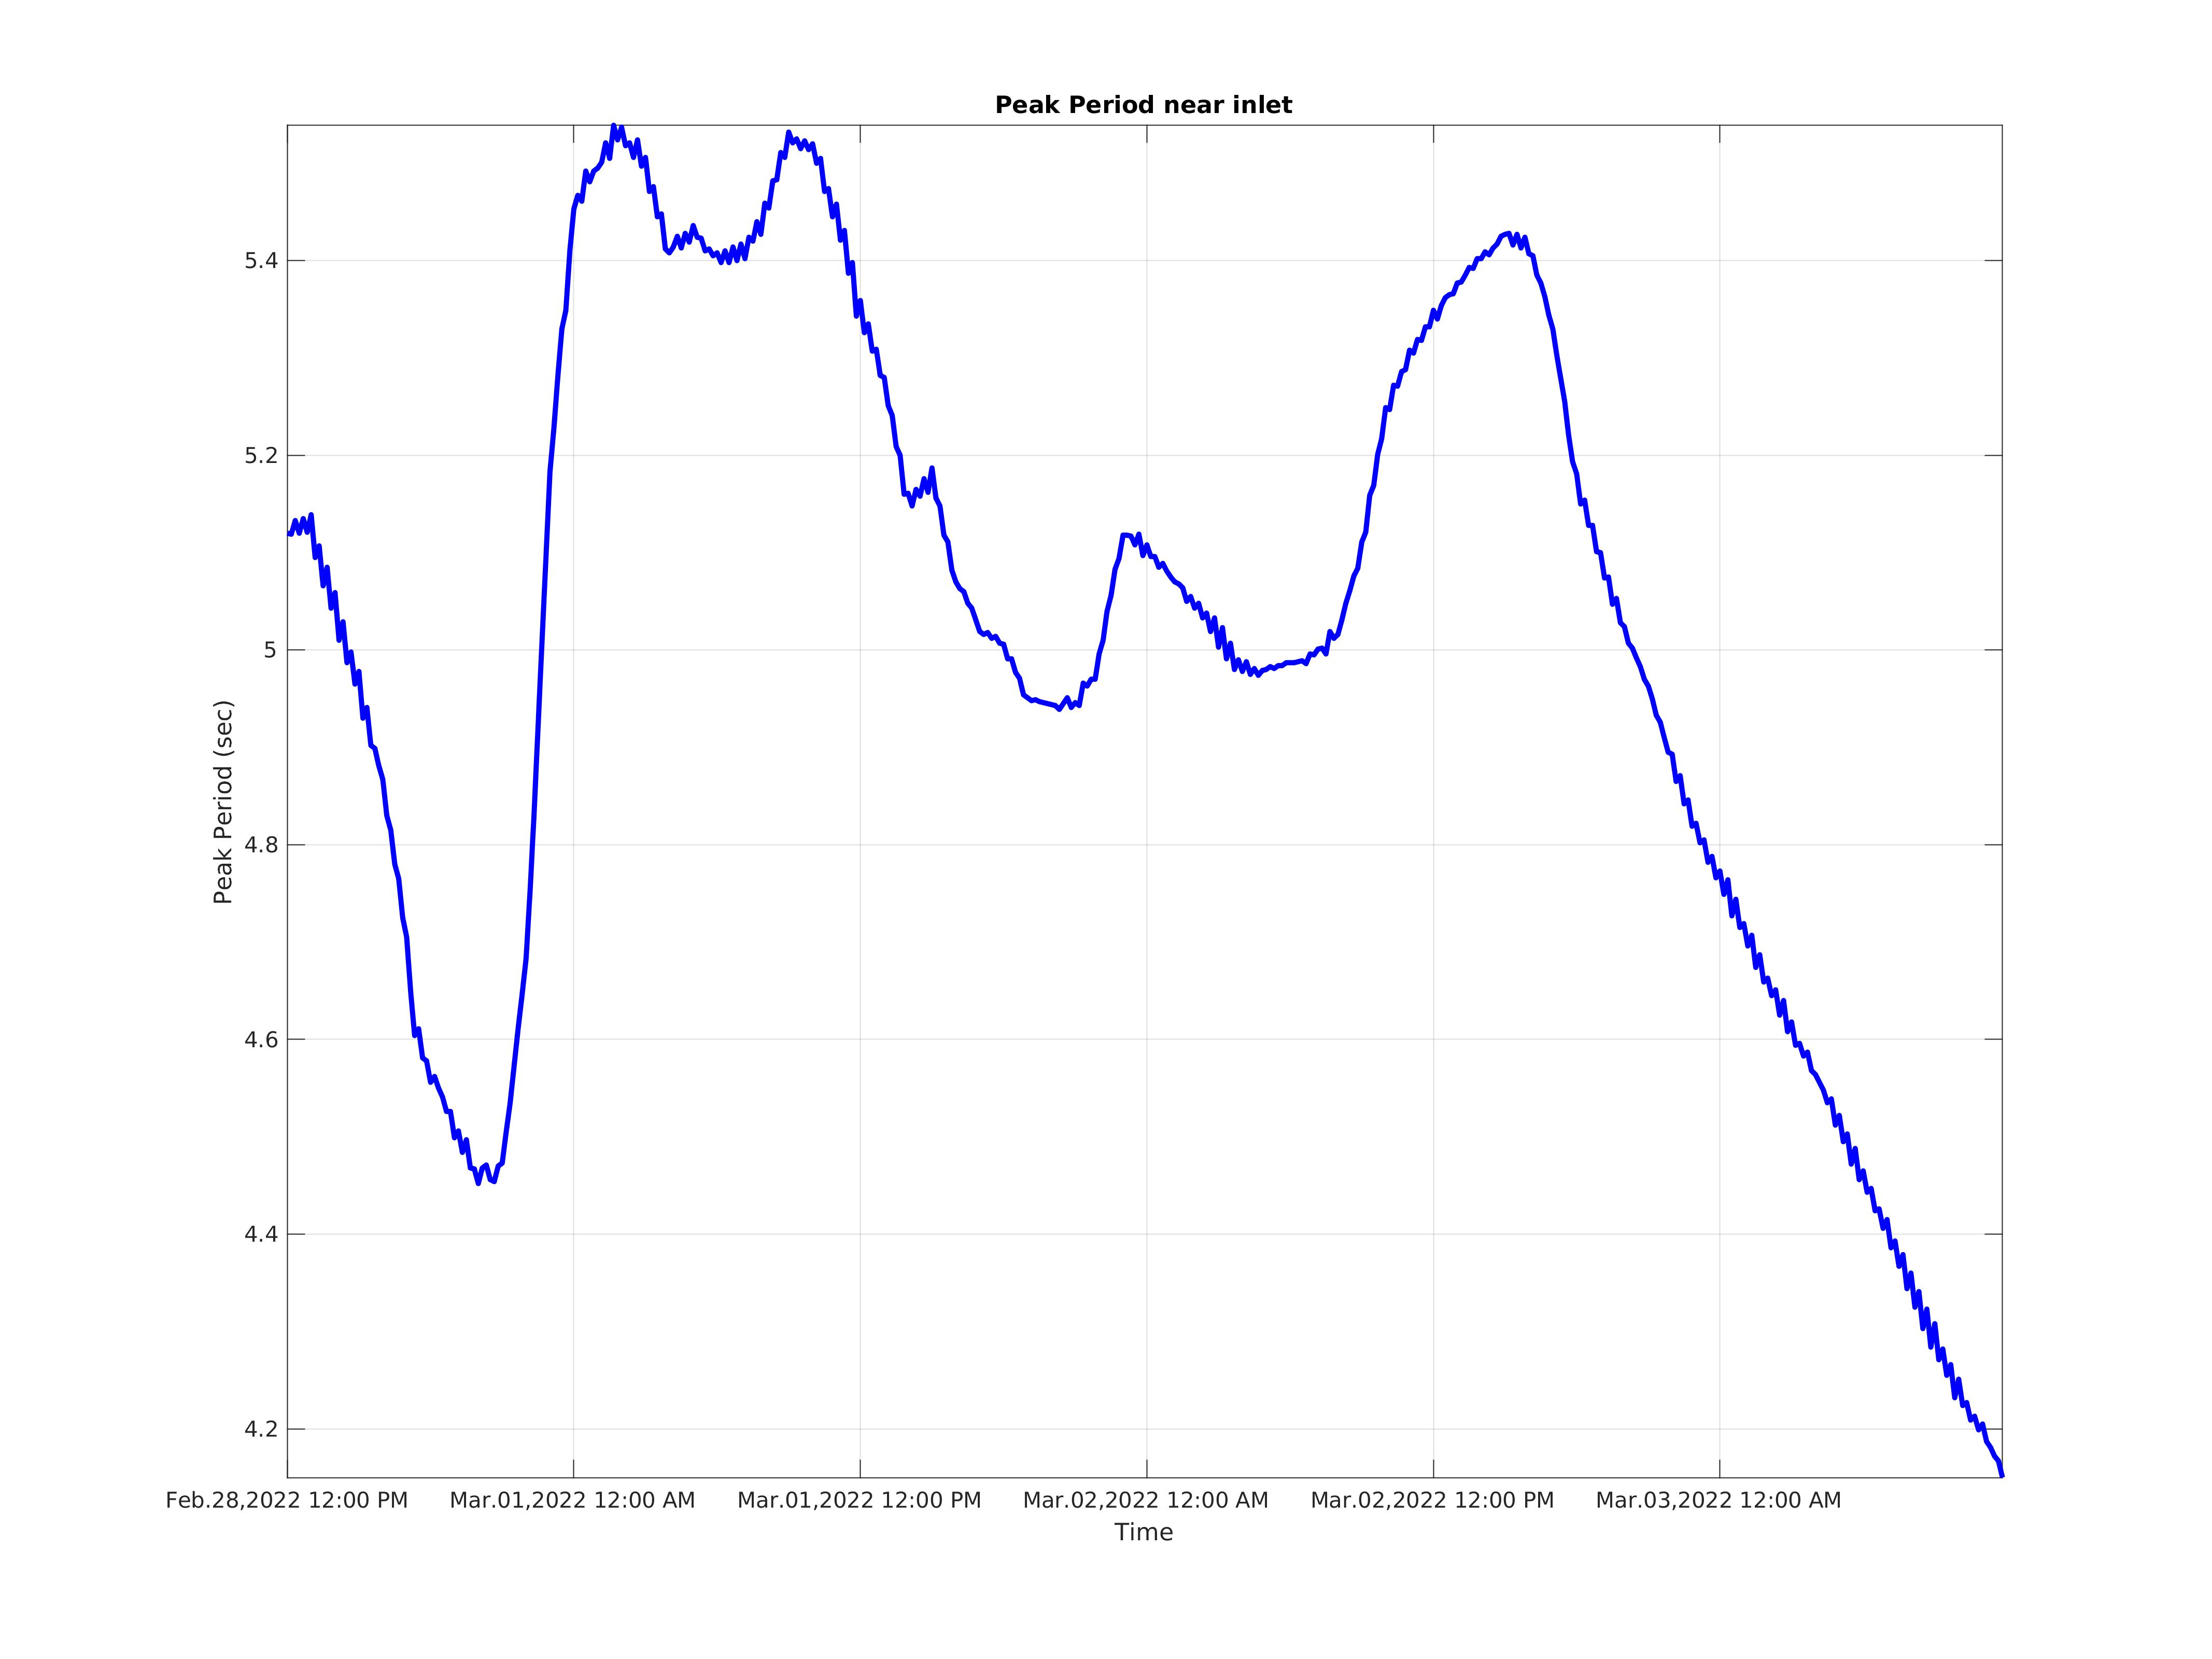 Peak Period near inlet
5.4
5.2
5
4.8
4.6
4.4
4.2
Peak Period (sec)
Feb.28,2022 12:00 PM
Mar.01,2022 12:00 AM
Mar.01,2022 12:00 PM
Mar.02,2022 12:00 AM
Mar.02,2022 12:00 PM
Mar.03,2022 12:00 AM
Time